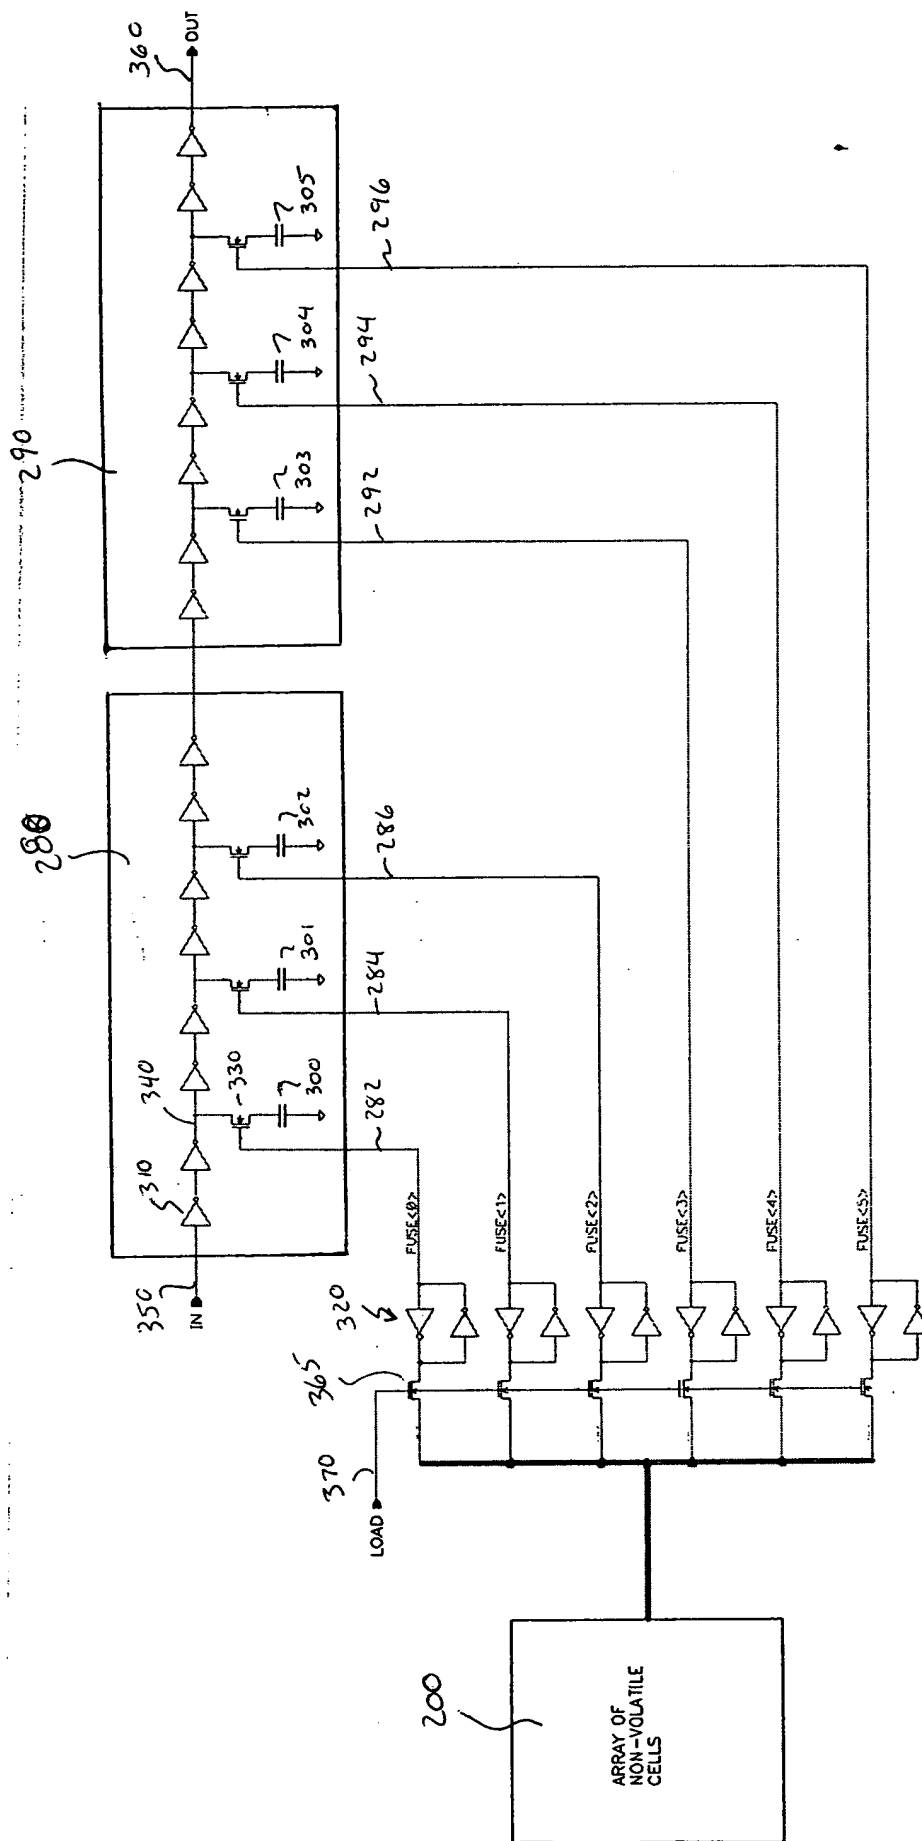 360
OUT
290
305
296
304
294
303
292
280
302
286
301
284
340
330
300
282
310
350
IN
320
365
370
LOAD
FUSE<0>
FUSE<1>
FUSE<2>
FUSE<3>
FUSE<4>
FUSE<5>
200
ARRAY OF
NON-VOLATILE
CELLS